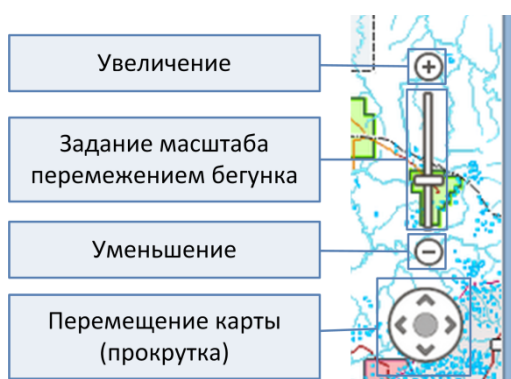 Увеличение
Задание масштаба
перемежением бегунка
Уменьшение
Перемещение карты
(прокрутка)